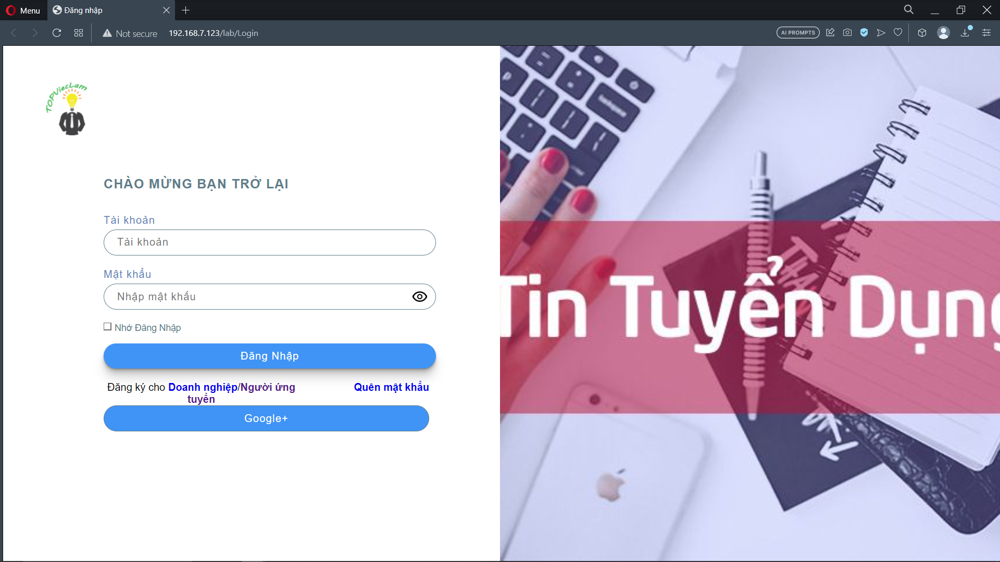 Menu
Đăng nhập
Not secure
192.168.7.123/lab/Login
AI PROMPTS
TOPViecLam
CHÀO MỪNG BẠN TRỞ LẠI
Tài khoản
Tài khoản
Mật khẩu
Nhập mật khẩu
Nhớ Đăng Nhập
Đăng Nhập
Đăng ký cho Doanh nghiệp/Người ứng
tuyển
Quên mật khẩu
Google+
Tin Tuyển Dụng